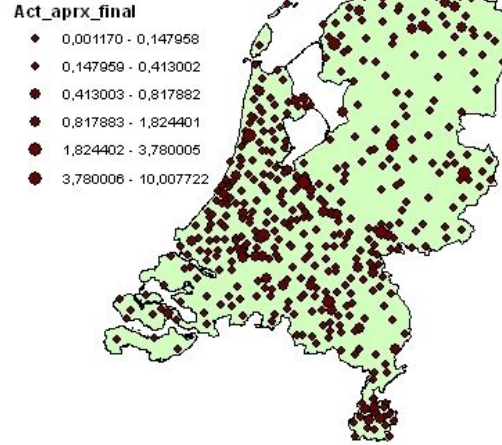 Act_aprx_final
0,001170 - 0,147958
0,147959 - 0,413002
0,413003 - 0,817882
0,817883 - 1,824401
1,824402 - 3,780005
3,780006 - 10,007722